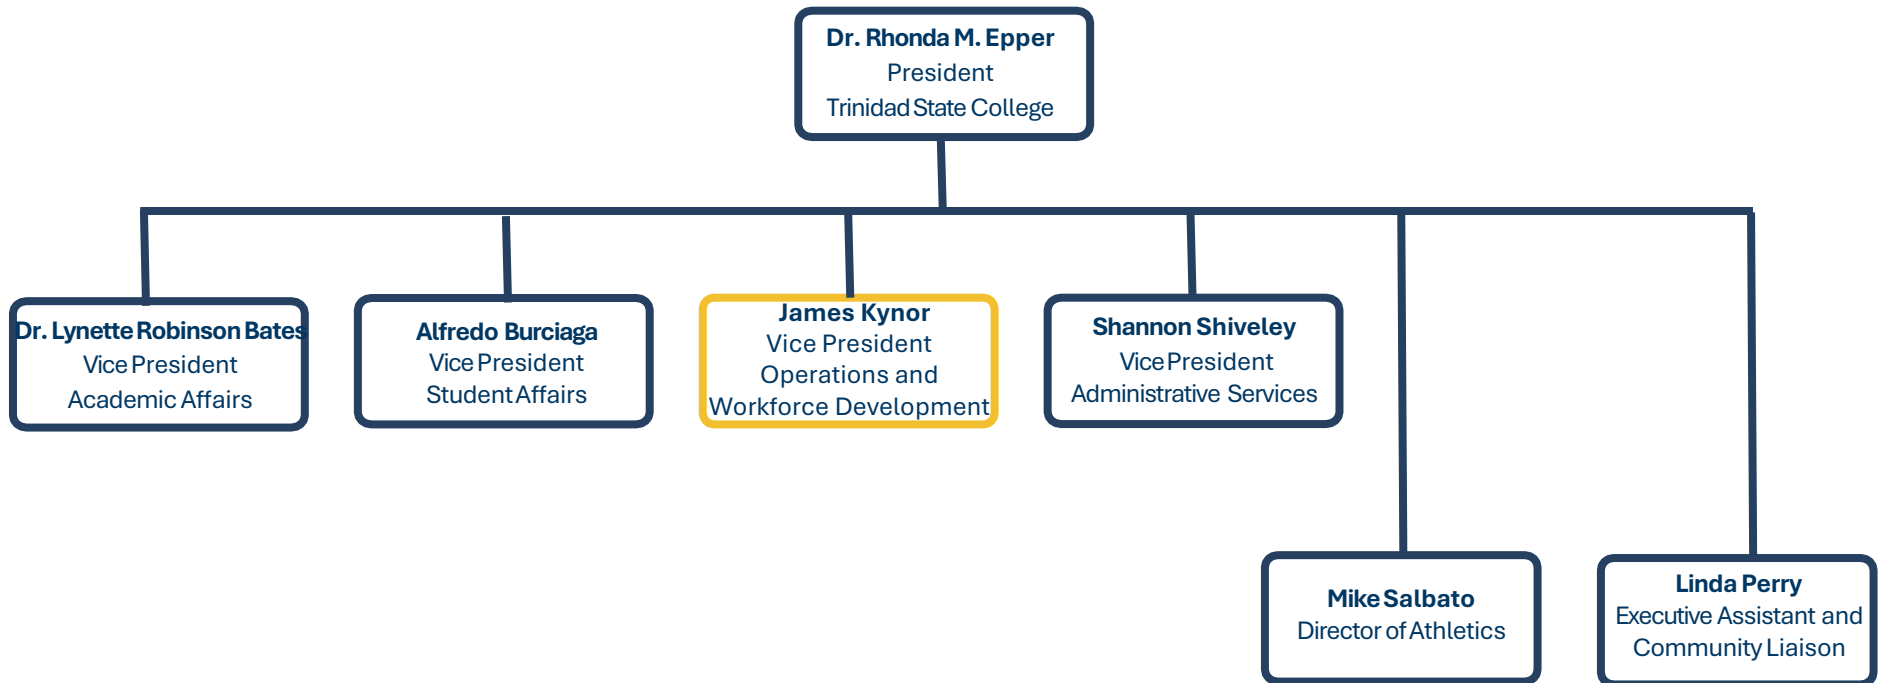 Dr. Rhonda M. Epper
President
Trinidad State College
Dr. Lynette Robinson Bates
Vice President
Academic Affairs
Alfredo Burciaga
Vice President
Student Affairs
James Kynor
Vice President
Operations and
Workforce Development
Shannon Shiveley
Vice President
Administrative Services
Mike Salbato
Director of Athletics
Linda Perry
Executive Assistant and
Community Liaison